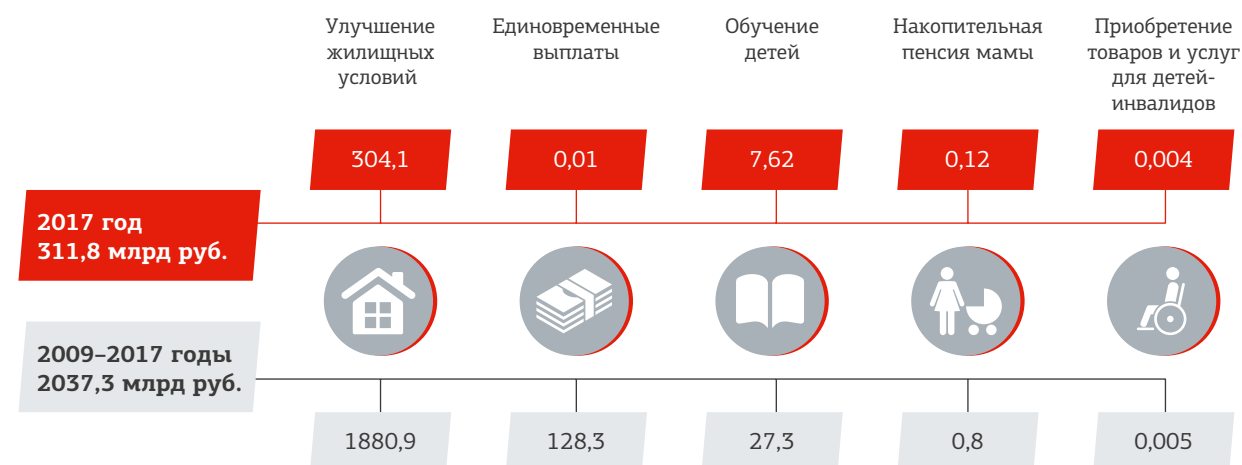 Улучшение
жилищных
условий
Единовременные
выплаты
Обучение
детей
Накопительная
пенсия мамы
Приобретение
товаров и услуг
для детей-
инвалидов
304,1
0,01
7,62
0,12
0,004
2017 год
311,8 млрд руб.
2009–2017 годы
2037,3 млрд руб.
1880,9
128,3
27,3
0,8
0,005